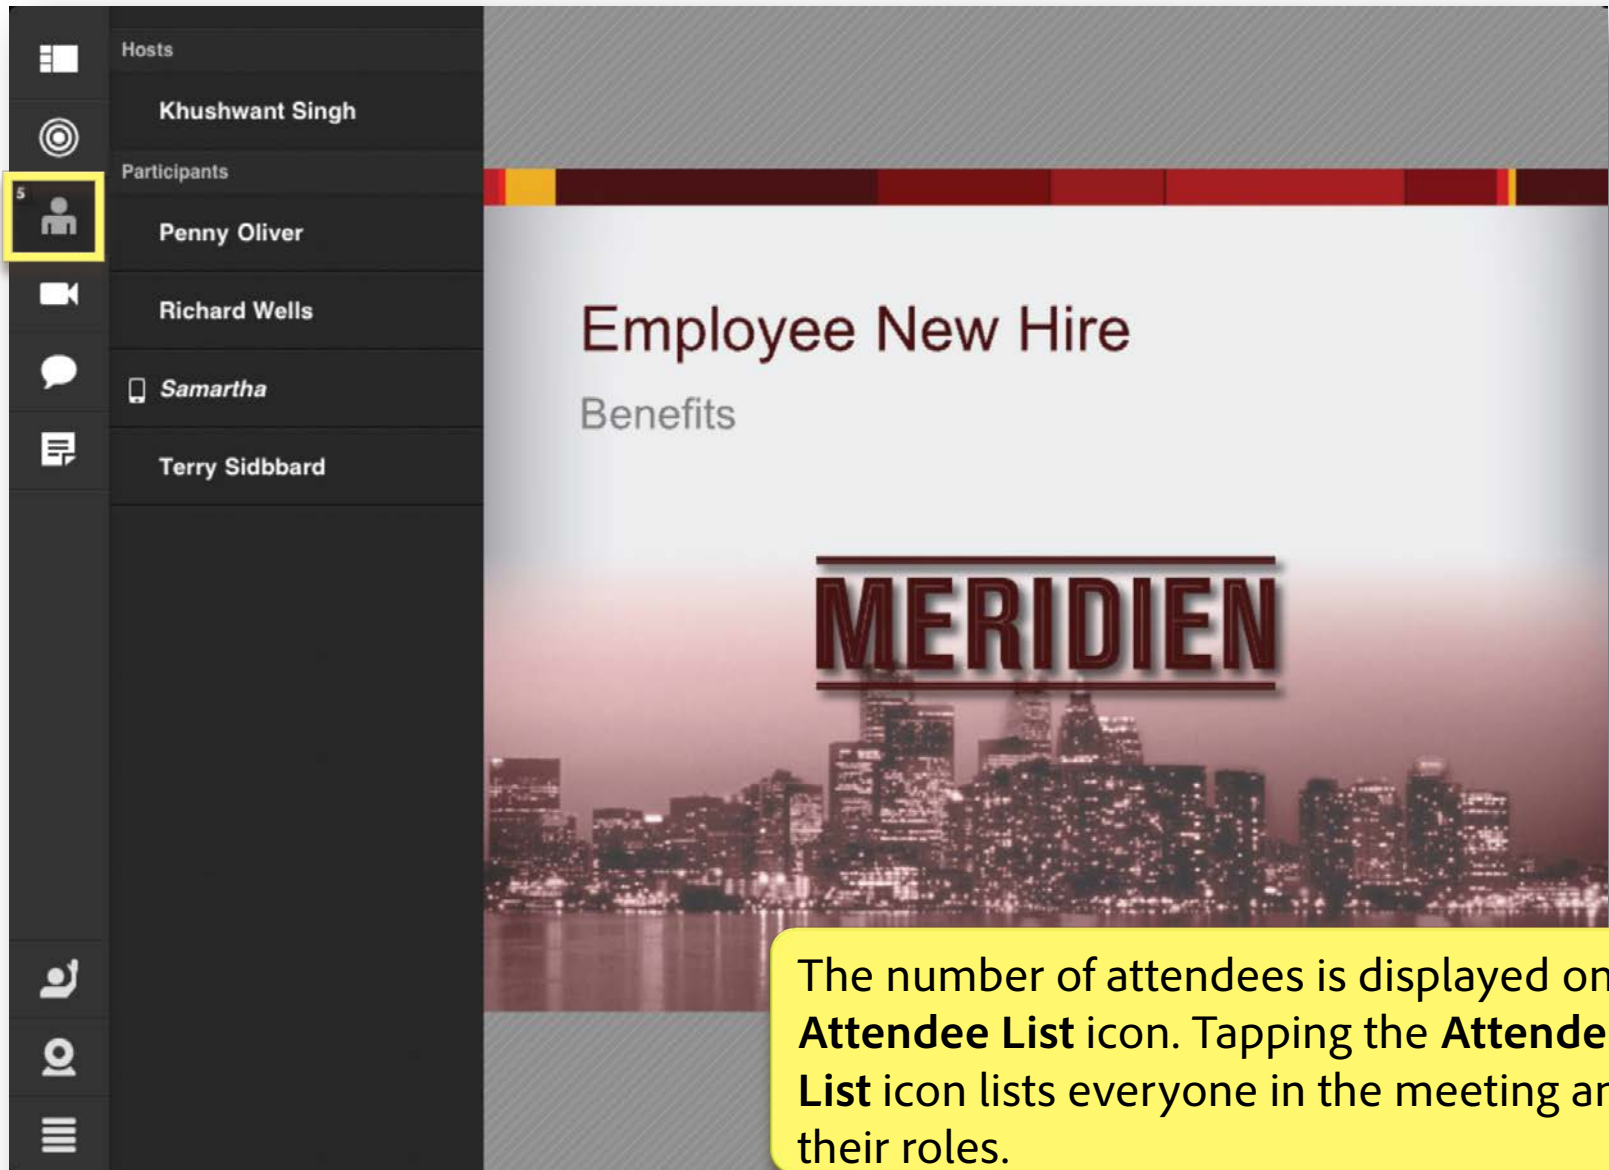 Hosts
Khushwant Singh
Participants
5
Penny Oliver
Richard Wells
Samartha
Terry Sidbbard
Employee New Hire
Benefits
MERIDIEN
The number of attendees is displayed on
Attendee List icon. Tapping the Attende
List icon lists everyone in the meeting an
their roles.